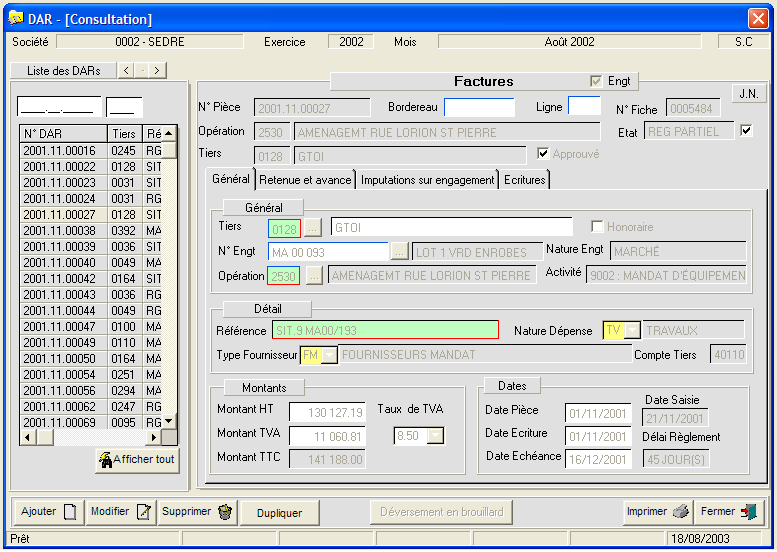 DAR - [Consultation]
Société 0002 - SEDRE Exercice 2002 Mois Août 2002 S.C
Liste des DARs < - >
Factures Engt
J.N.
__.__.____ ____
N° Pièce 2001.11.00027 Bordereau Ligne N° Fiche 0005484
Opération 2530 AMENAGEMT RUE LORION ST PIERRE Etat REG PARTIEL
Tiers 0128 GTOI Approuvé
N° DAR Tiers Ré
2001.11.00016 0245 RG
2001.11.00022 0128 SIT
2001.11.00023 0031 SIT
2001.11.00024 0031 RG
2001.11.00027 0128 SIT
2001.11.00038 0392 MA
2001.11.00039 0036 SIT
2001.11.00040 0049 MA
2001.11.00042 0164 SIT
2001.11.00043 0036 RG
2001.11.00044 0049 RG
2001.11.00047 0100 MA
2001.11.00049 0110 MA
2001.11.00050 0164 MA
2001.11.00054 0251 MA
2001.11.00056 0294 MA
2001.11.00062 0247 RG
2001.11.00069 0095 RG
Afficher tout
Général Retenue et avance Imputations sur engagement Ecritures
Général
Tiers 0128 ... GTOI Honoraire
N° Engt MA 00 093 ... LOT 1 VRD ENROBES Nature Engt MARCHÉ
Opération 2530 ... AMENAGEMT RUE LORION ST PIERRE Activité 9002 : MANDAT D'ÉQUIPEMEN
Détail
Référence SIT.9 MA00/193 Nature Dépense TV TRAVAUX
Type Fournisseur FM FOURNISSEURS MANDAT Compte Tiers 40110
Montants
Montant HT 130 127.19 Taux de TVA
Montant TVA 11 060.81 8.50
Montant TTC 141 188.00
Dates
Date Pièce 01/11/2001 Date Saisie 21/11/2001
Date Ecriture 01/11/2001 Délai Règlement
Date Echéance 16/12/2001 45 JOUR(S)
Ajouter Modifier Supprimer Dupliquer Déversement en brouillard Imprimer Fermer
Prêt 18/08/2003